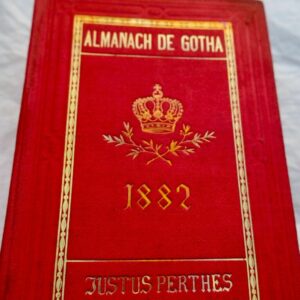 ALMANACH DE GOTHA
1882
JUSTUS PERTHES